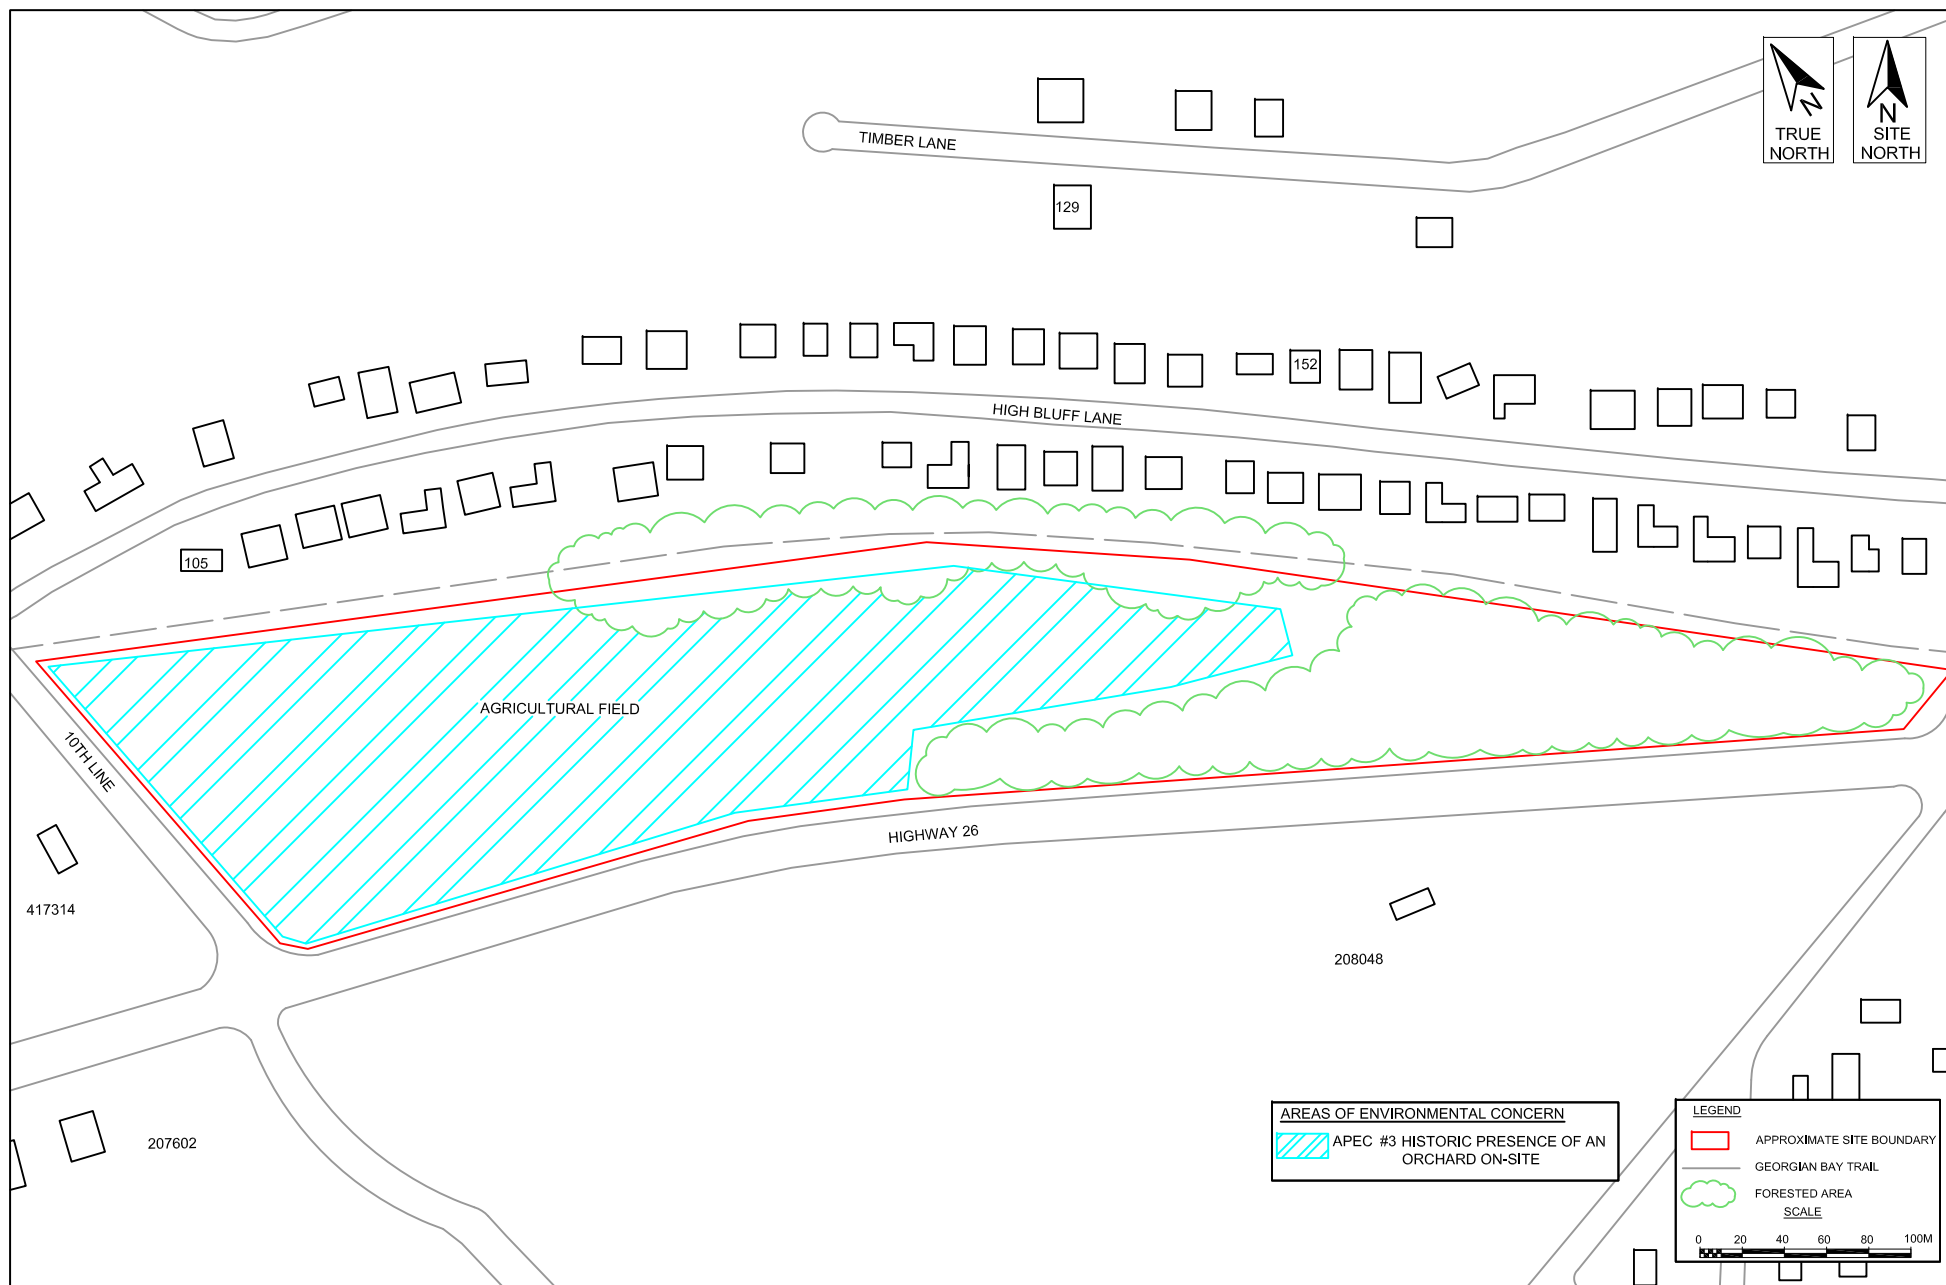 TIMBER LANE
N
TRUE
NORTH
N
SITE
NORTH
129
152
HIGH BLUFF LANE
105
AGRICULTURAL FIELD
10TH LINE
HIGHWAY 26
417314
208048
207602
AREAS OF ENVIRONMENTAL CONCERN
APEC #3 HISTORIC PRESENCE OF AN
ORCHARD ON-SITE
LEGEND
APPROXIMATE SITE BOUNDARY
GEORGIAN BAY TRAIL
FORESTED AREA
SCALE
0 20 40 60 80 100M